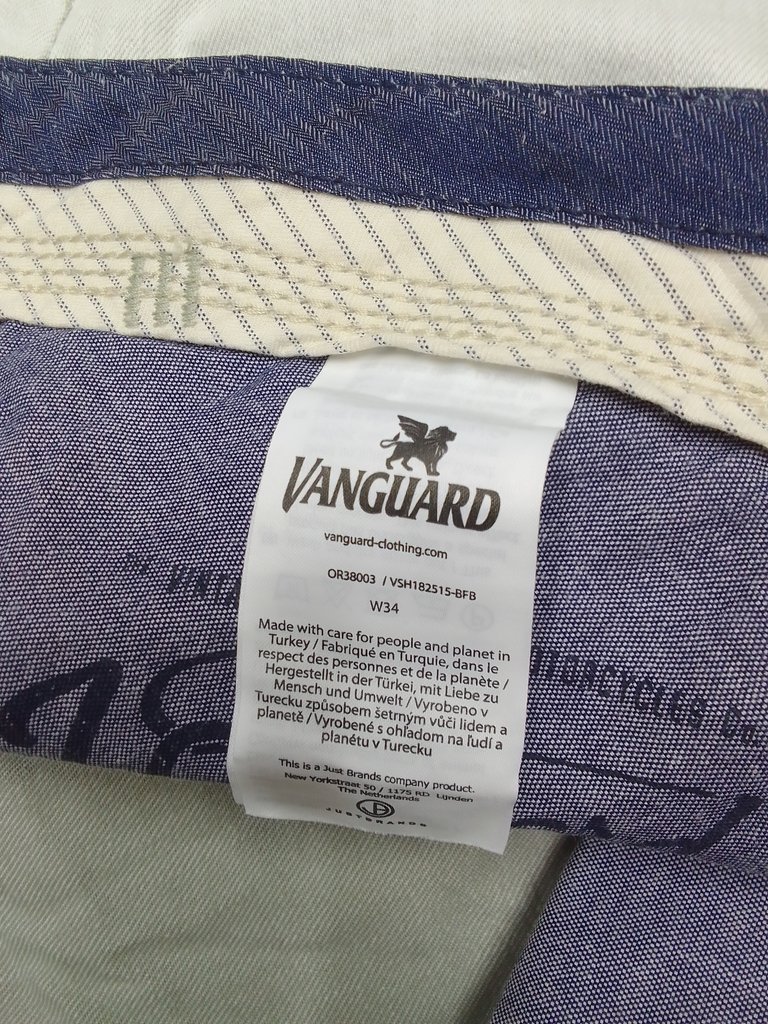 VANGUARD
vanguard-clothing.com
OR38003 / VSH182515-BFB
W34
Made with care for people and planet in
Turkey / Fabriqué en Turquie, dans le
respect des personnes et de la planète /
Hergestellt in der Türkei, mit Liebe zu
Mensch und Umwelt / Vyrobeno v
Turecku způsobem šetrným vůči lidem a
planetě / Vyrobené s ohľadom na ľudí a
planétu v Turecku
This is a Just Brands company product.
New Yorkstraat 50 / 1175 RD Lijnden
The Netherlands
JB
JUSTBRANDS